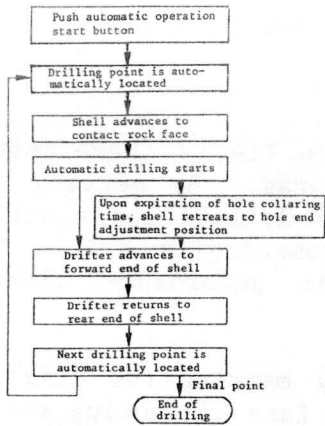 Push automatic operation
start button
Drilling point is auto-
matically located
Shell advances to
contact rock face
Automatic drilling starts
Upon expiration of hole collaring
time, shell retreats to hole end
adjustment position
Drifter advances to
forward end of shell
Drifter returns to
rear end of shell
Next drilling point is
automatically located
Final point
End of
drilling